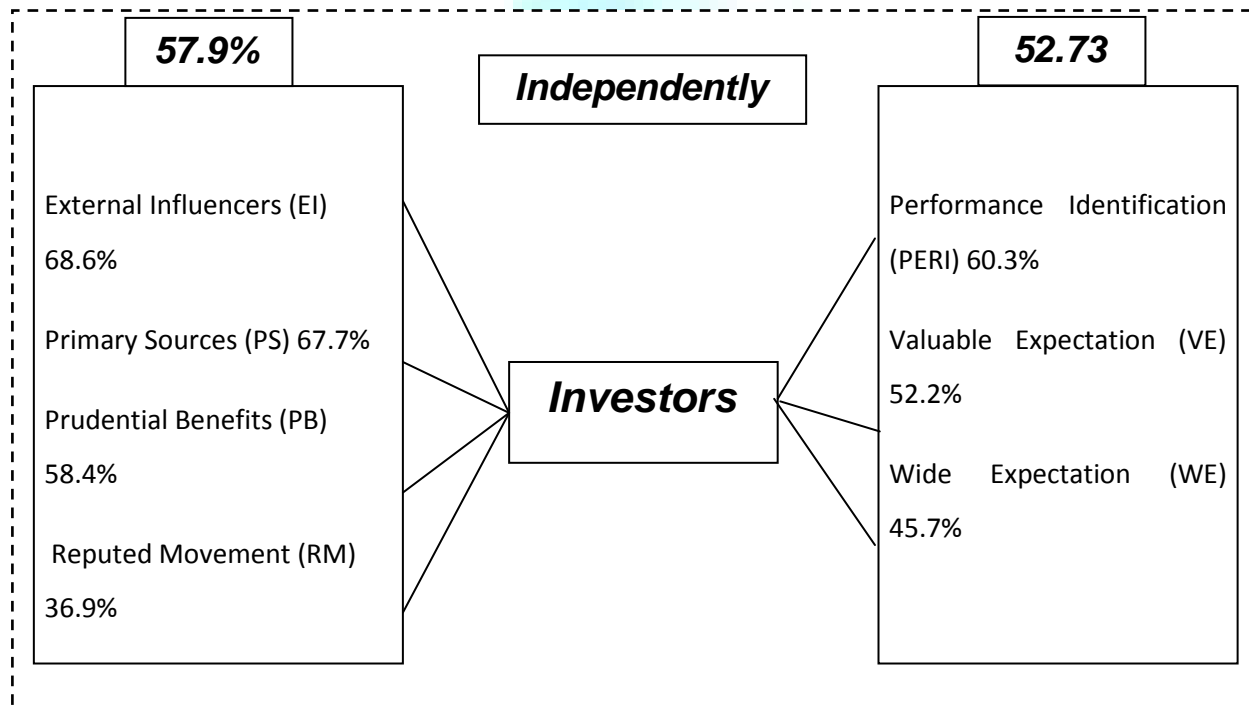 57.9%
Independently
52.73
External Influencers (EI)
68.6%
Primary Sources (PS) 67.7%
Prudential Benefits (PB)
58.4%
Reputed Movement (RM)
36.9%
Investors
Performance Identification
(PERI) 60.3%
Valuable Expectation (VE)
52.2%
Wide Expectation (WE)
45.7%